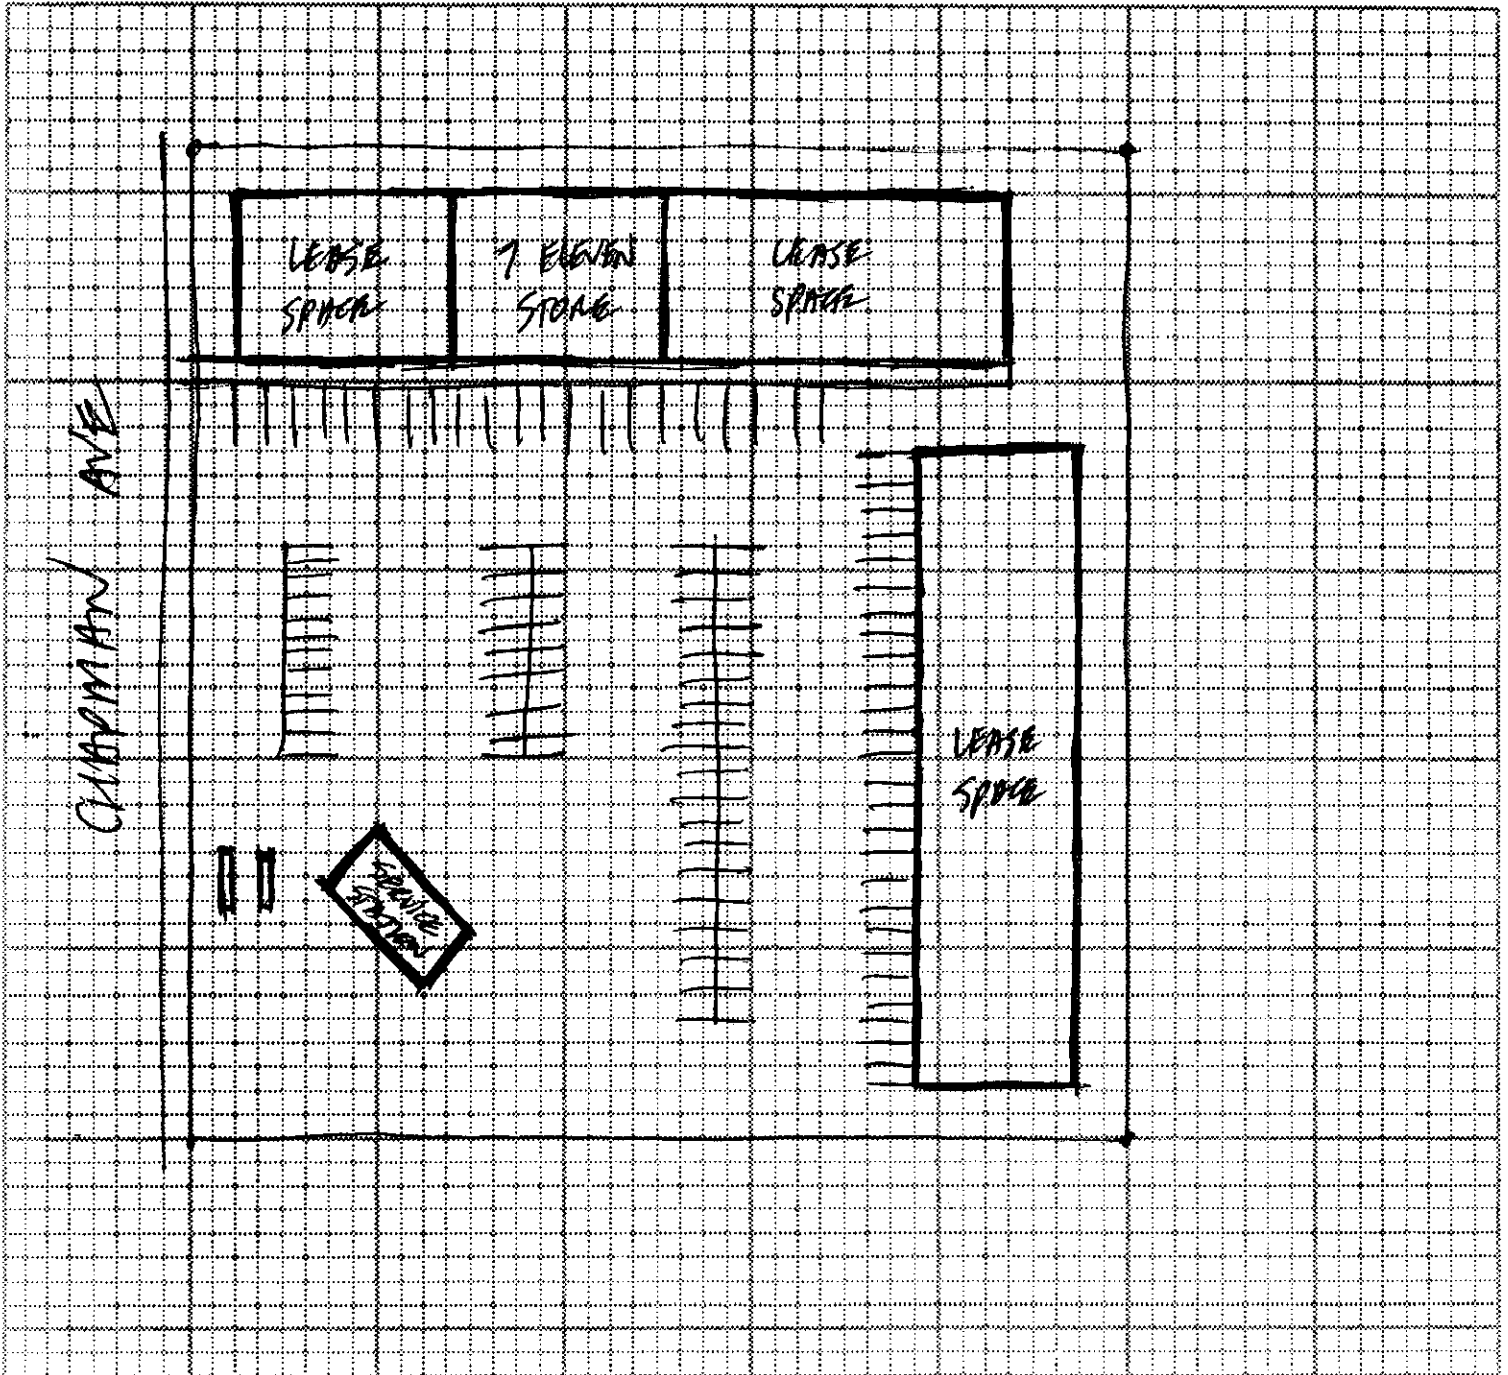 LEASE
SPACE
7 ELEVEN
STORE
LEASE
SPACE
CHAPMAN AVE
LEASE
SPACE
SERVICE
STATION